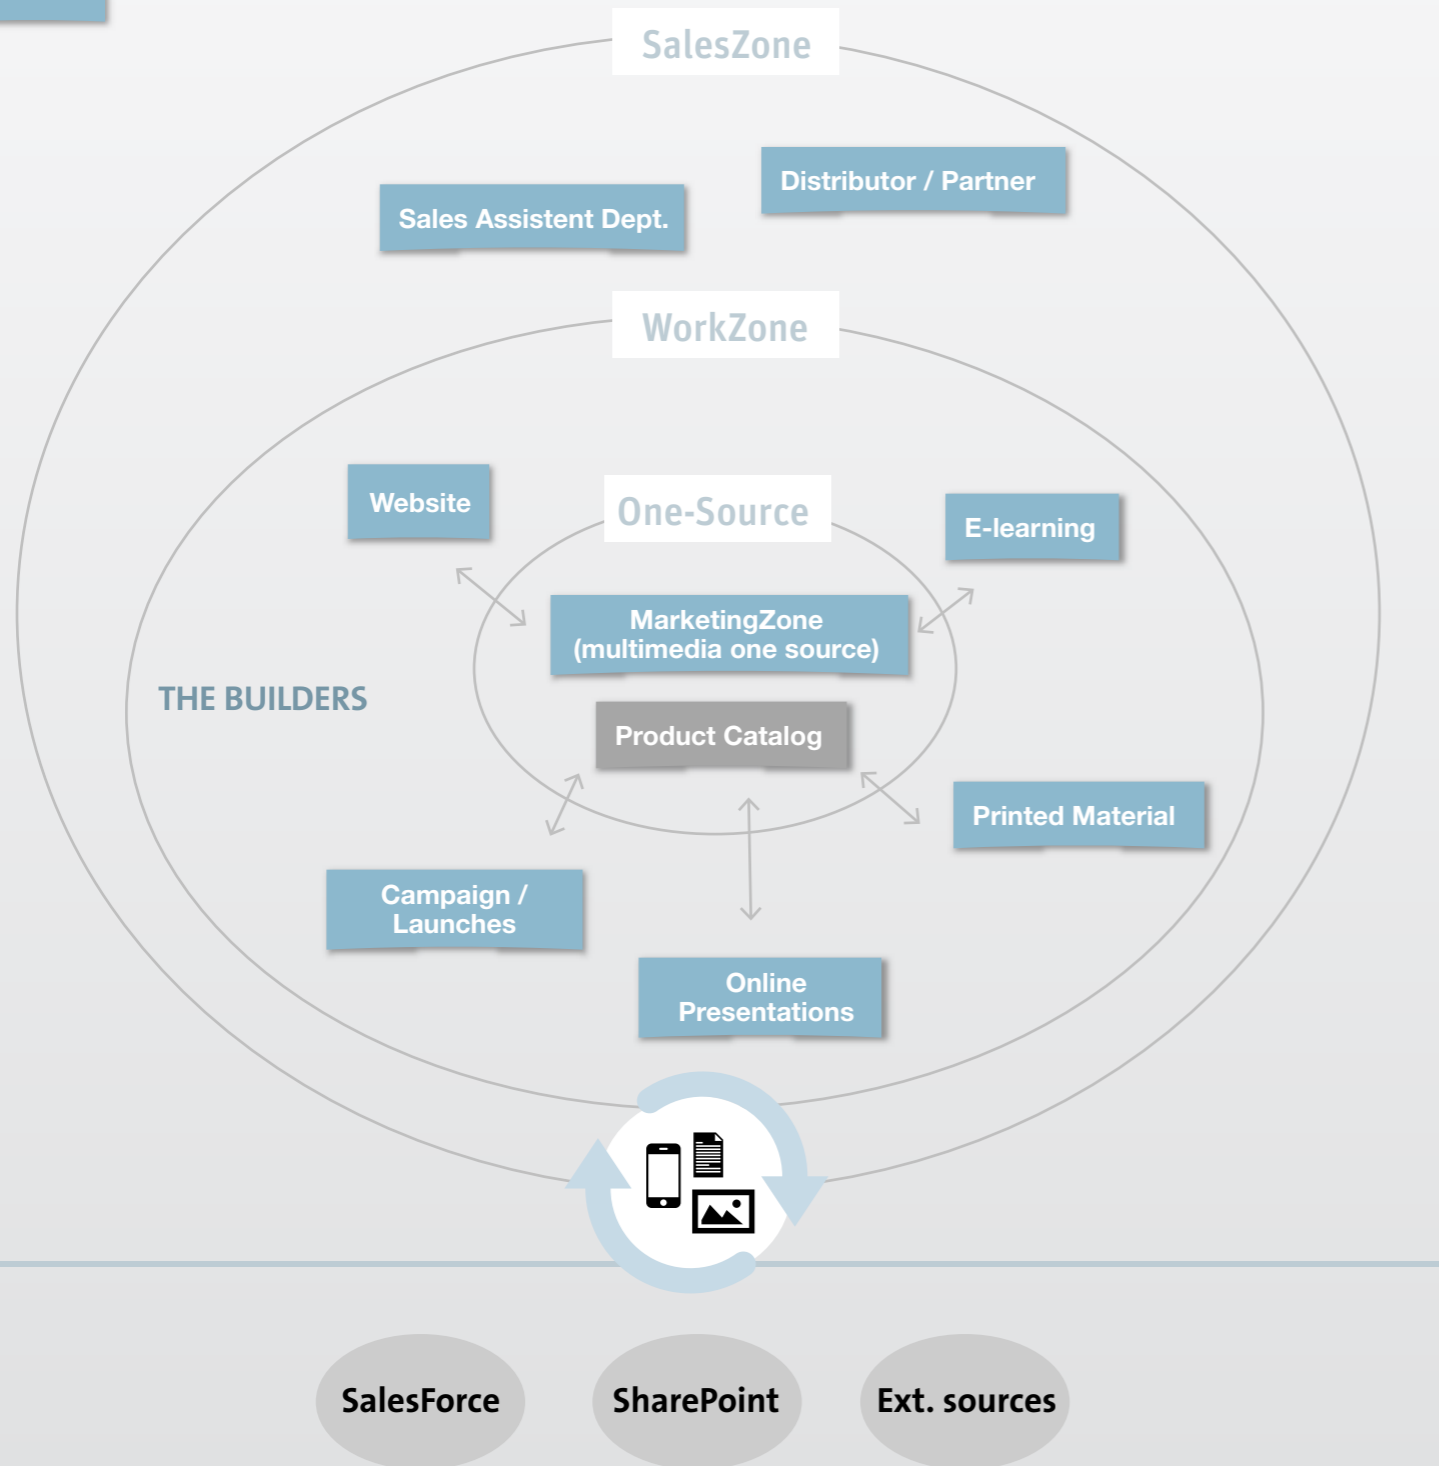 SalesZone
Distributor / Partner
Sales Assistent Dept.
WorkZone
Website
One-Source
E-learning
MarketingZone
(multimedia one source)
THE BUILDERS
Product Catalog
Printed Material
Campaign /
Launches
Online
Presentations
SalesForce
SharePoint
Ext. sources